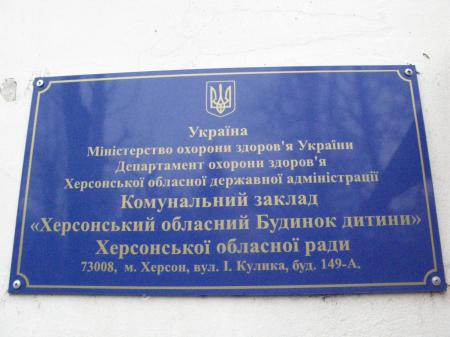 Україна
Міністерство охорони здоров'я України
Департамент охорони здоров'я
Херсонської обласної державної адміністрації
Комунальний заклад
«Херсонський обласний Будинок дитини»
Херсонської обласної ради
73008, м. Херсон, вул. І. Кулика, буд. 149-А.